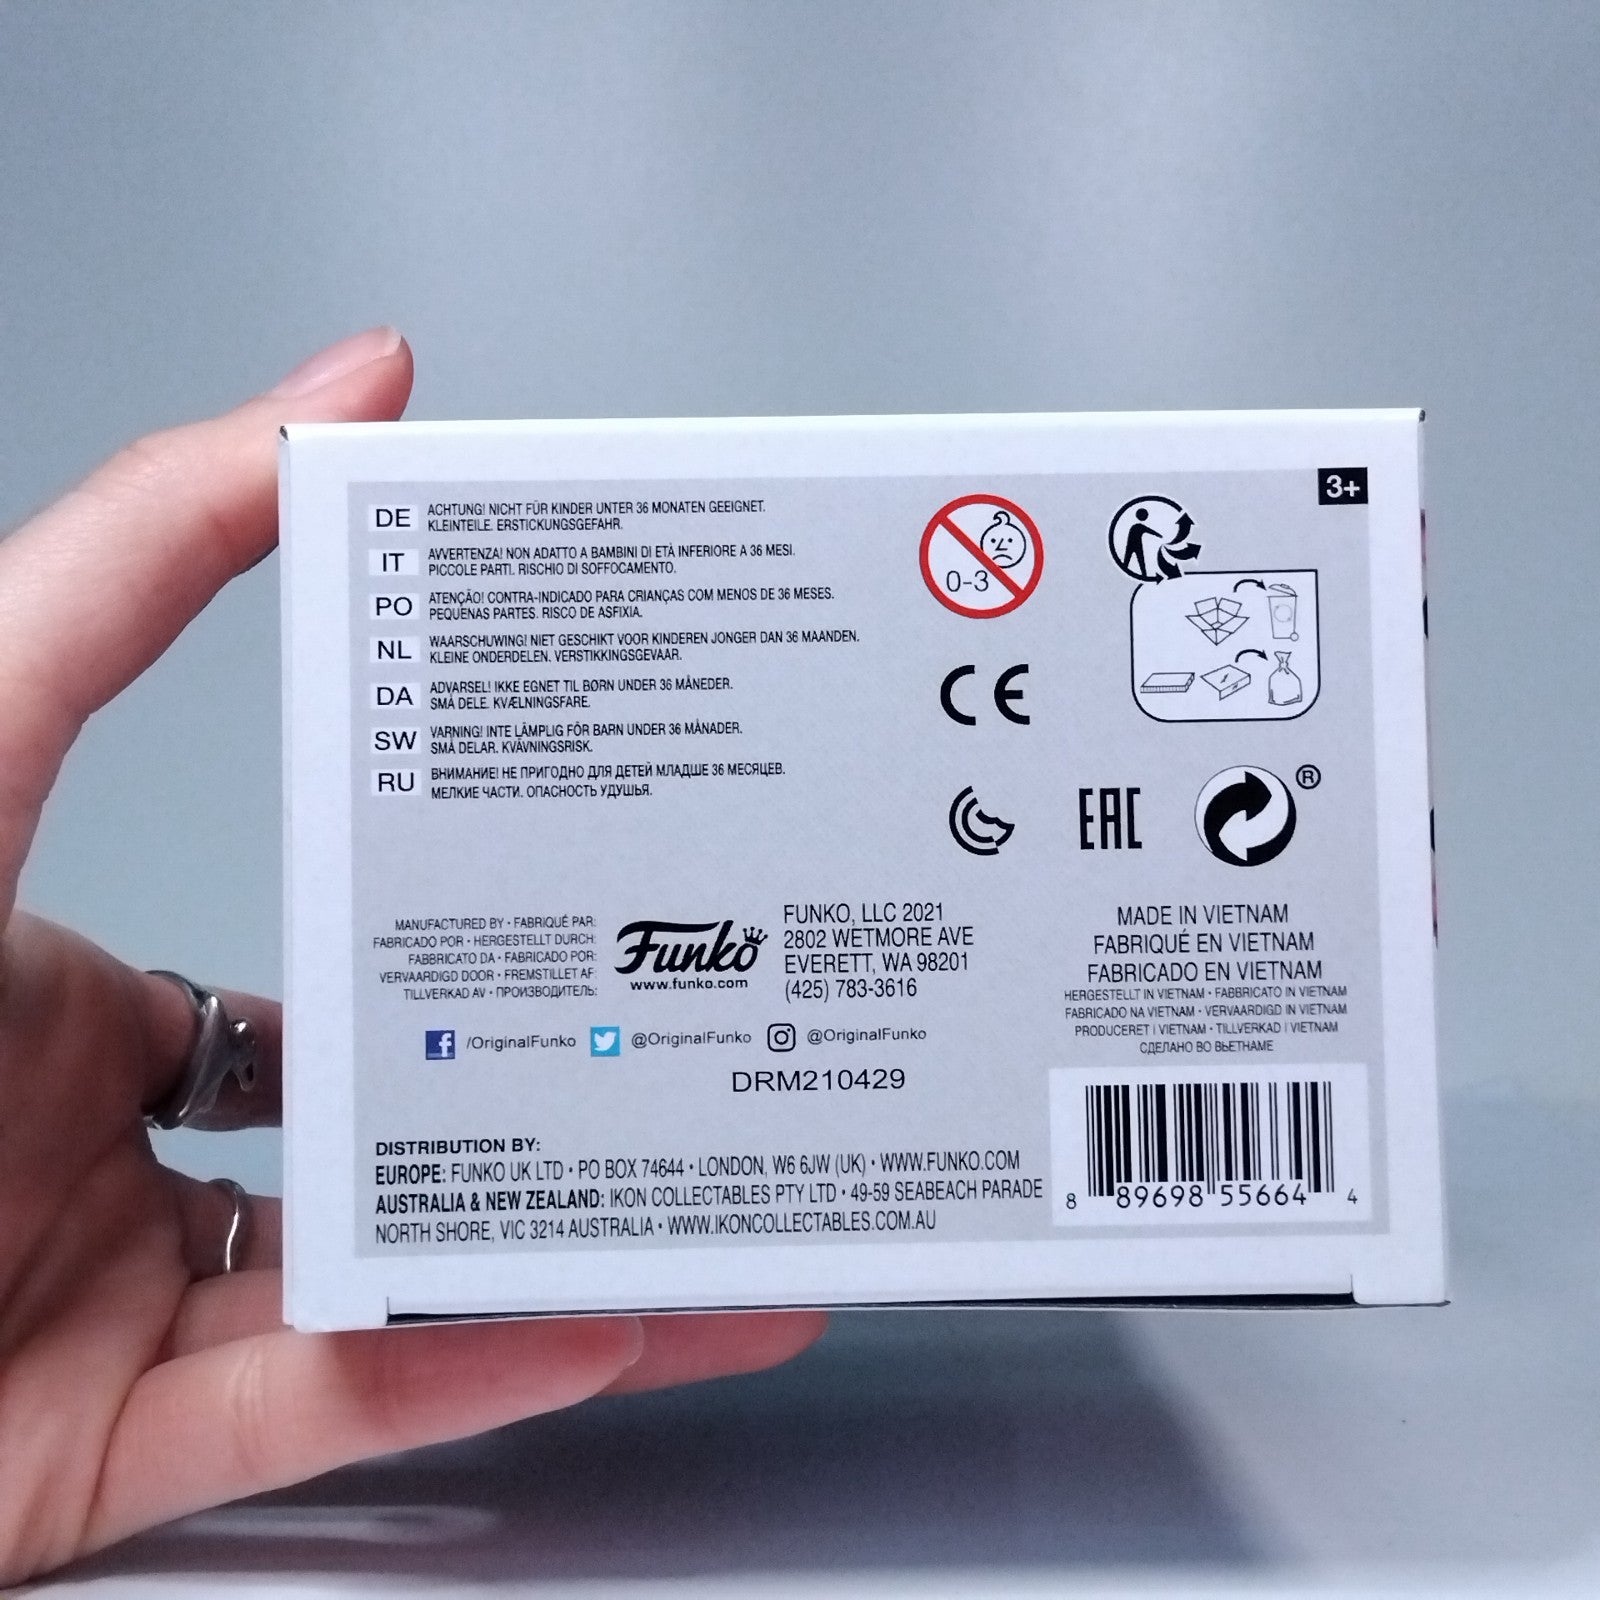 3+
DE
ACHTUNG! NICHT FÜR KINDER UNTER 36 MONATEN GEEIGNET.
KLEINTEILE. ERSTICKUNGSGEFAHR.
IT
AVVERTENZA! NON ADATTO A BAMBINI DI ETÀ INFERIORE A 36 MESI.
PICCOLE PARTI. RISCHIO DI SOFFOCAMENTO.
PO
ATENÇÃO! CONTRA-INDICADO PARA CRIANÇAS COM MENOS DE 36 MESES.
PEQUENAS PARTES. RISCO DE ASFIXIA.
NL
WAARSCHUWING! NIET GESCHIKT VOOR KINDEREN JONGER DAN 36 MAANDEN.
KLEINE ONDERDELEN. VERSTIKKINGSGEVAAR.
DA
ADVARSEL! IKKE EGNET TIL BØRN UNDER 36 MÅNEDER.
SMÅ DELE. KVÆLNINGSFARE.
SW
VARNING! INTE LÄMPLIG FÖR BARN UNDER 36 MÅNADER.
SMÅ DELAR. KVÄVNINGSRISK.
RU
ВНИМАНИЕ! НЕ ПРИГОДНО ДЛЯ ДЕТЕЙ МЛАДШЕ 36 МЕСЯЦЕВ.
МЕЛКИЕ ЧАСТИ. ОПАСНОСТЬ УДУШЬЯ.
0-3
CE
EAC
®
MANUFACTURED BY • FABRIQUÉ PAR:
FABRICADO POR • HERGESTELLT DURCH:
FABBRICATO DA • FABRICADO POR:
VERVAARDIGD DOOR • FREMSTILLET AF:
TILLVERKAD AV • ПРОИЗВОДИТЕЛЬ:
Funko
www.funko.com
FUNKO, LLC 2021
2802 WETMORE AVE
EVERETT, WA 98201
(425) 783-3616
MADE IN VIETNAM
FABRIQUÉ EN VIETNAM
FABRICADO EN VIETNAM
HERGESTELLT IN VIETNAM • FABBRICATO IN VIETNAM
FABRICADO NA VIETNAM • VERVAARDIGD IN VIETNAM
PRODUCERET I VIETNAM • TILLVERKAD I VIETNAM
СДЕЛАНО ВО ВЬЕТНАМЕ
f /OriginalFunko @OriginalFunko @OriginalFunko
DRM210429
DISTRIBUTION BY:
EUROPE: FUNKO UK LTD • PO BOX 74644 • LONDON, W6 6JW (UK) • WWW.FUNKO.COM
AUSTRALIA & NEW ZEALAND: IKON COLLECTABLES PTY LTD • 49-59 SEABEACH PARADE
NORTH SHORE, VIC 3214 AUSTRALIA • WWW.IKONCOLLECTABLES.COM.AU
8 89698 55664 4